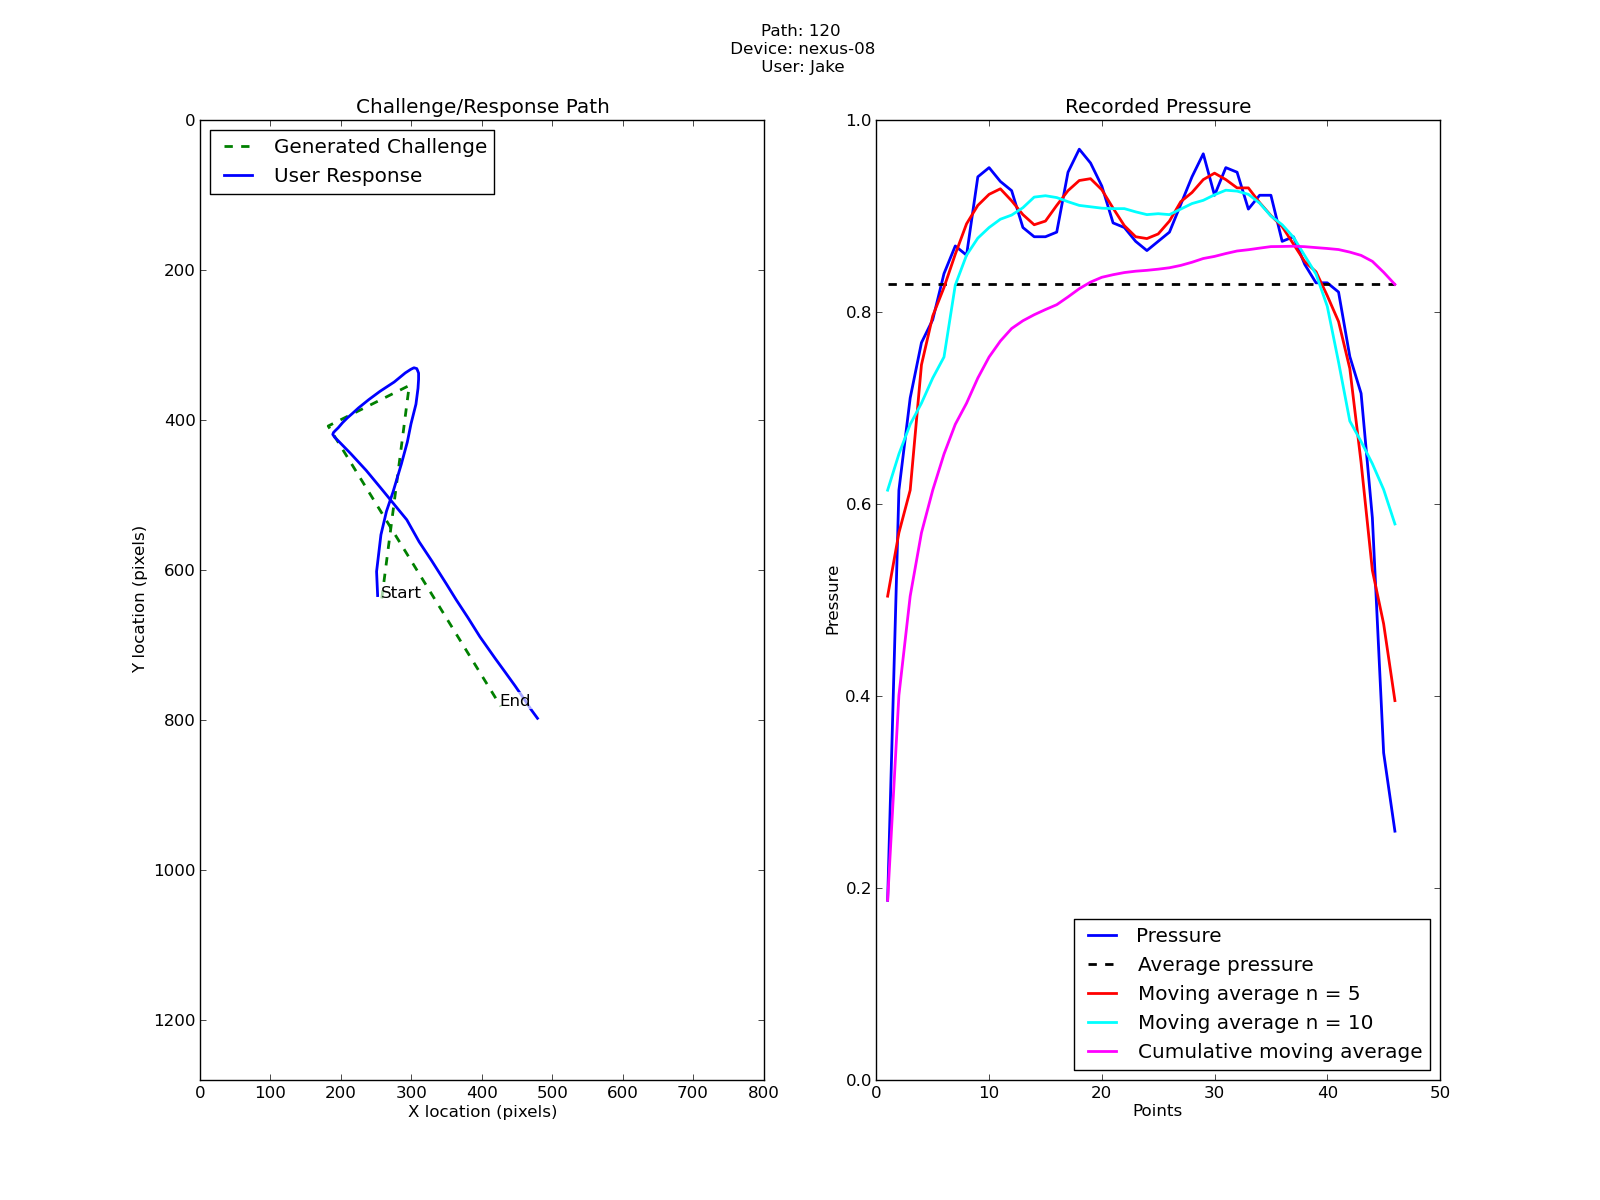 Path: 120
Device: nexus-08
User: Jake
Challenge/Response Path
Generated Challenge
User Response
0
200
400
600
800
1000
1200
Y location (pixels)
Start
End
0 100 200 300 400 500 600 700 800
X location (pixels)
Recorded Pressure
1.0
0.8
0.6
0.4
0.2
0.0
Pressure
Pressure
Average pressure
Moving average n = 5
Moving average n = 10
Cumulative moving average
0 10 20 30 40 50
Points